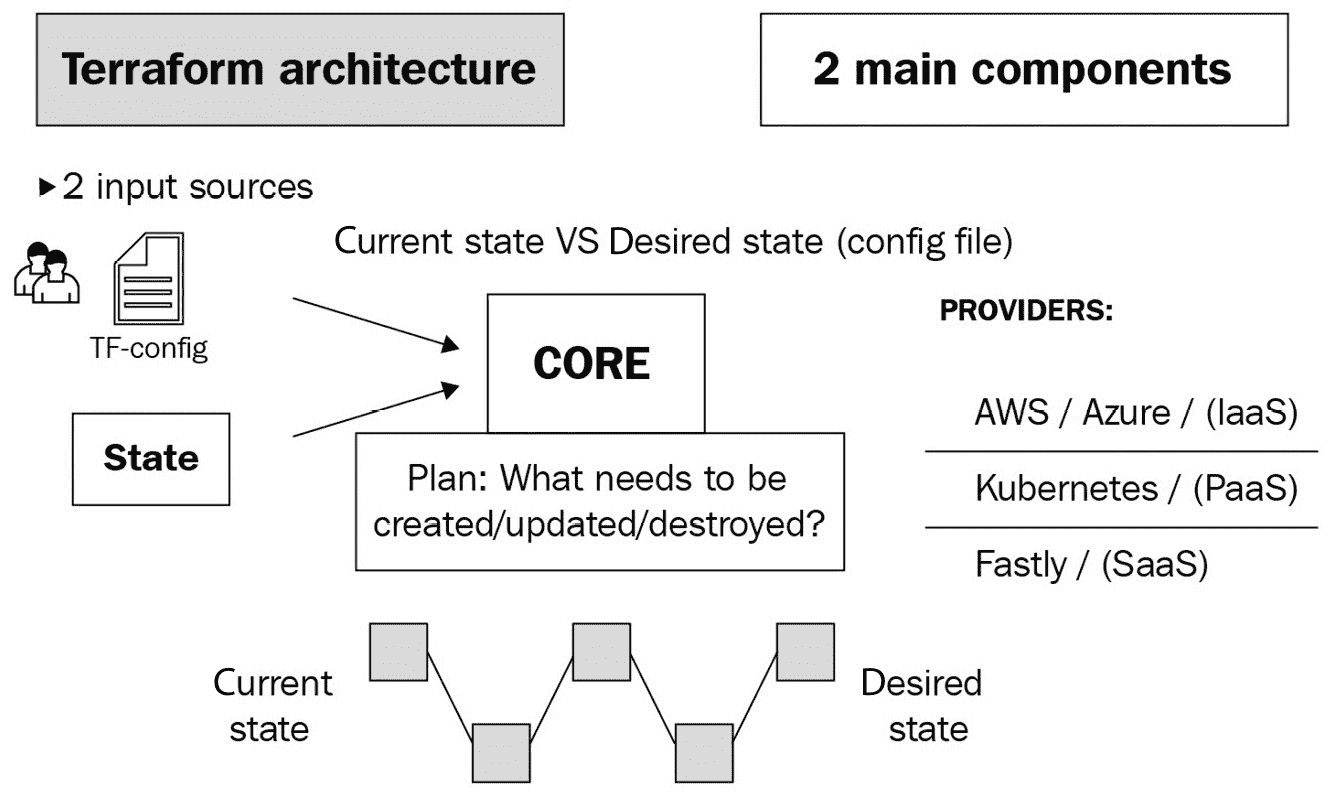 Terraform architecture
2 main components
2 input sources
Current state VS Desired state (config file)
TF-config
State
CORE
Plan: What needs to be
created/updated/destroyed?
PROVIDERS:
AWS / Azure / (IaaS)
Kubernetes / (PaaS)
Fastly / (SaaS)
Current
state
Desired
state